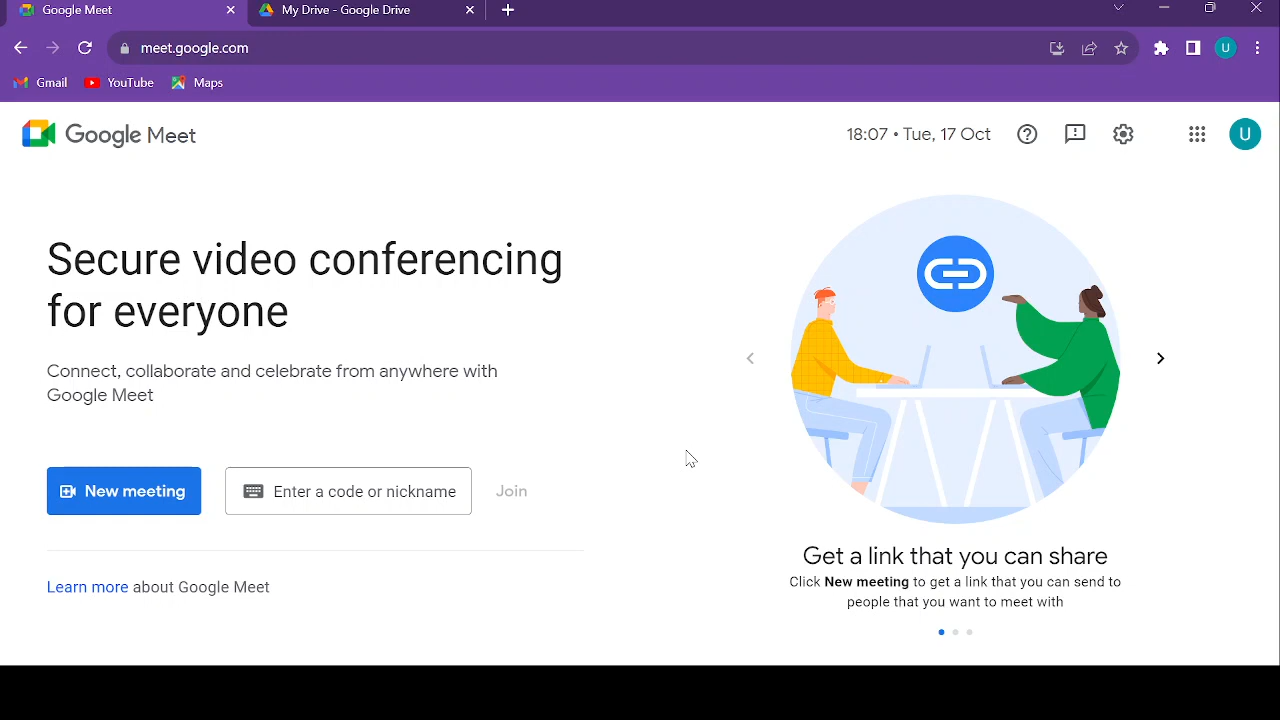 Google Meet
My Drive - Google Drive
meet.google.com
U
Gmail
YouTube
Maps
Google Meet
18:07 • Tue, 17 Oct
U
Secure video conferencing
for everyone
Connect, collaborate and celebrate from anywhere with
Google Meet
New meeting
Enter a code or nickname
Join
Learn more about Google Meet
Get a link that you can share
Click New meeting to get a link that you can send to
people that you want to meet with